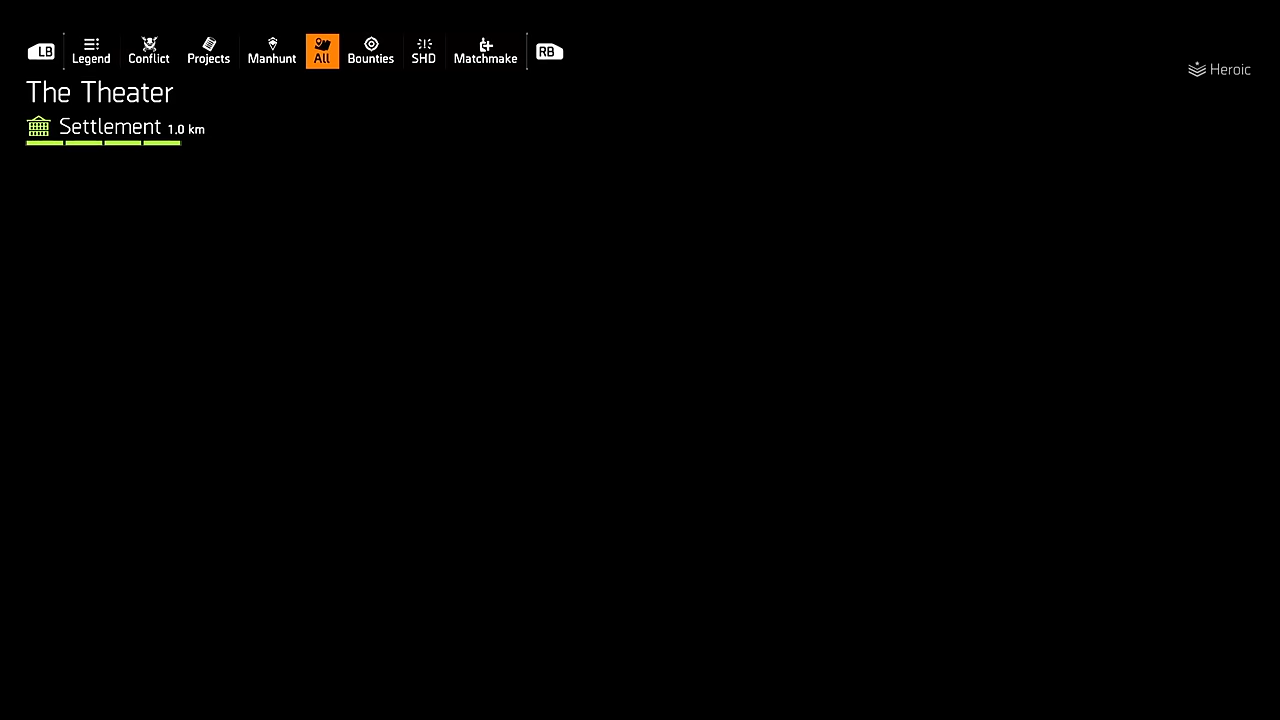 LB Legend Conflict Projects Manhunt All Bounties SHD Matchmake RB
Heroic
The Theater
Settlement 1.0 km